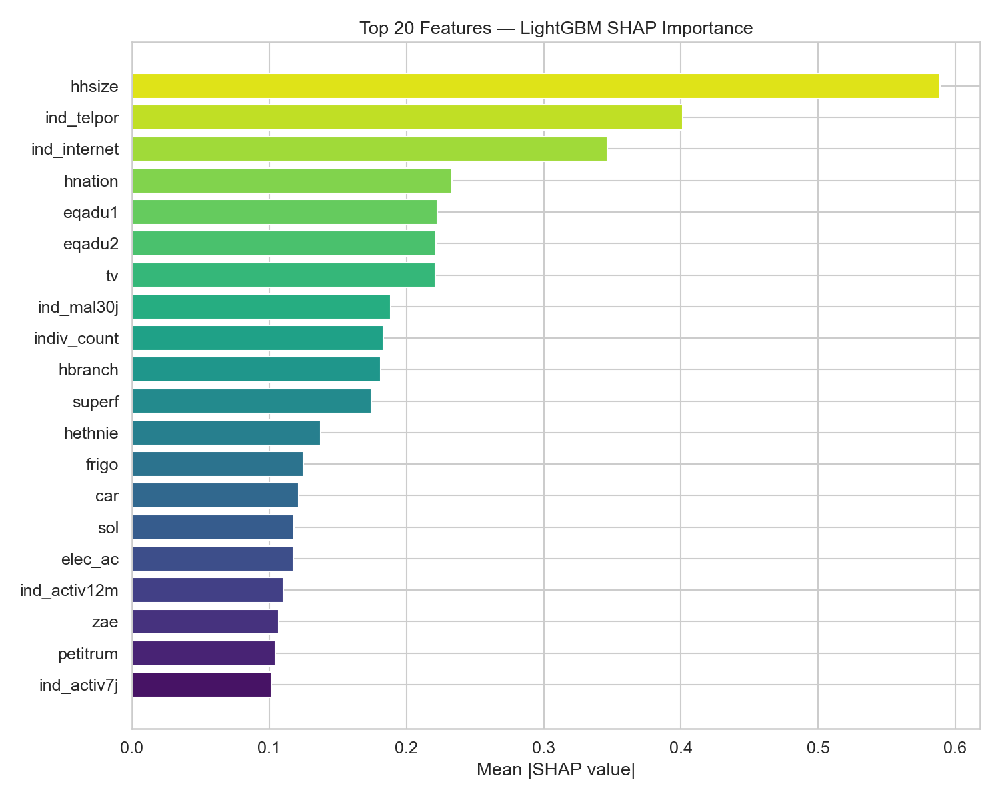 Top 20 Features — LightGBM SHAP Importance
hhsize
ind_telpor
ind_internet
hnation
eqadu1
eqadu2
tv
ind_mal30j
indiv_count
hbranch
superf
hethnie
frigo
car
sol
elec_ac
ind_activ12m
zae
petitrum
ind_activ7j
0.0 0.1 0.2 0.3 0.4 0.5 0.6
Mean |SHAP value|